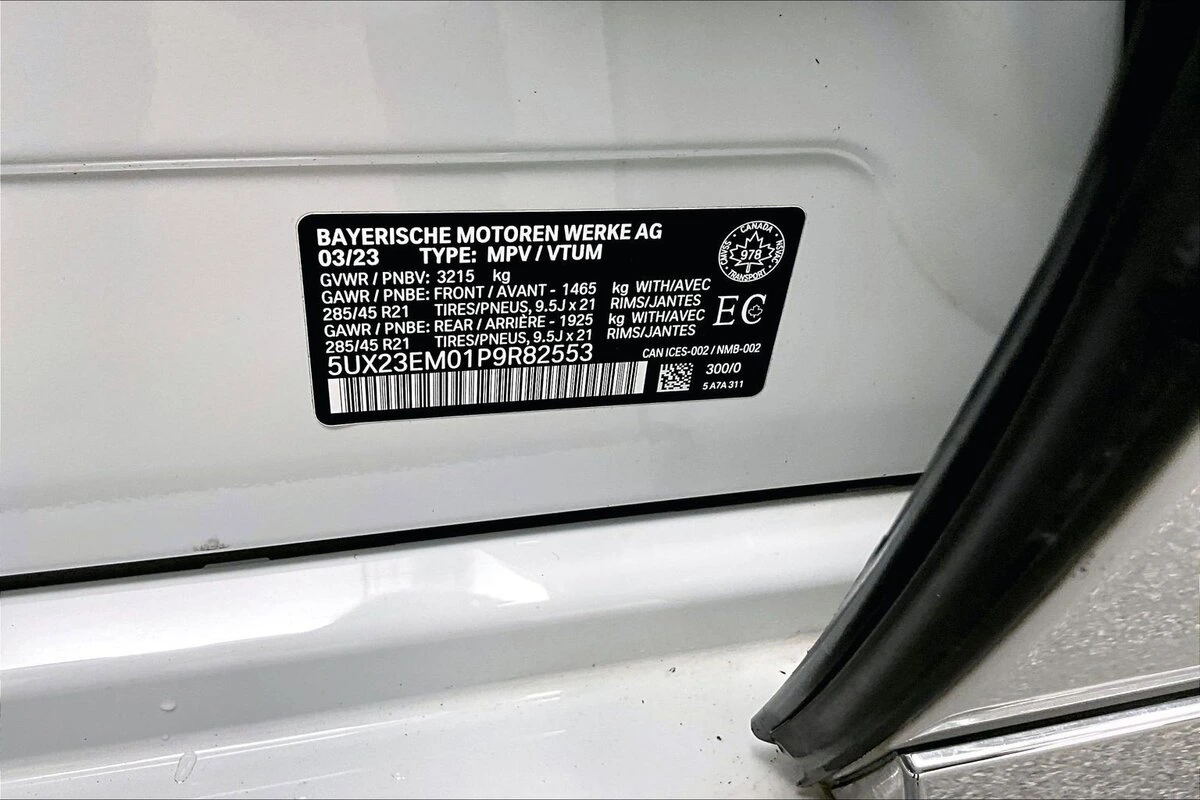 BAYERISCHE MOTOREN WERKE AG
03/23 TYPE: MPV / VTUM
GVWR / PNBV: 3215 kg
GAWR / PNBE: FRONT / AVANT - 1465 kg WITH/AVEC
285/45 R21 TIRES/PNEUS, 9.5J x 21 RIMS/JANTES
GAWR / PNBE: REAR / ARRIÈRE - 1925 kg WITH/AVEC
285/45 R21 TIRES/PNEUS, 9.5J x 21 RIMS/JANTES
5UX23EM01P9R82553
CANADA
CMVSS
978
NSVAC
TRANSPORT
EC
CAN ICES-002 / NMB-002
300/0
5 A7A 311